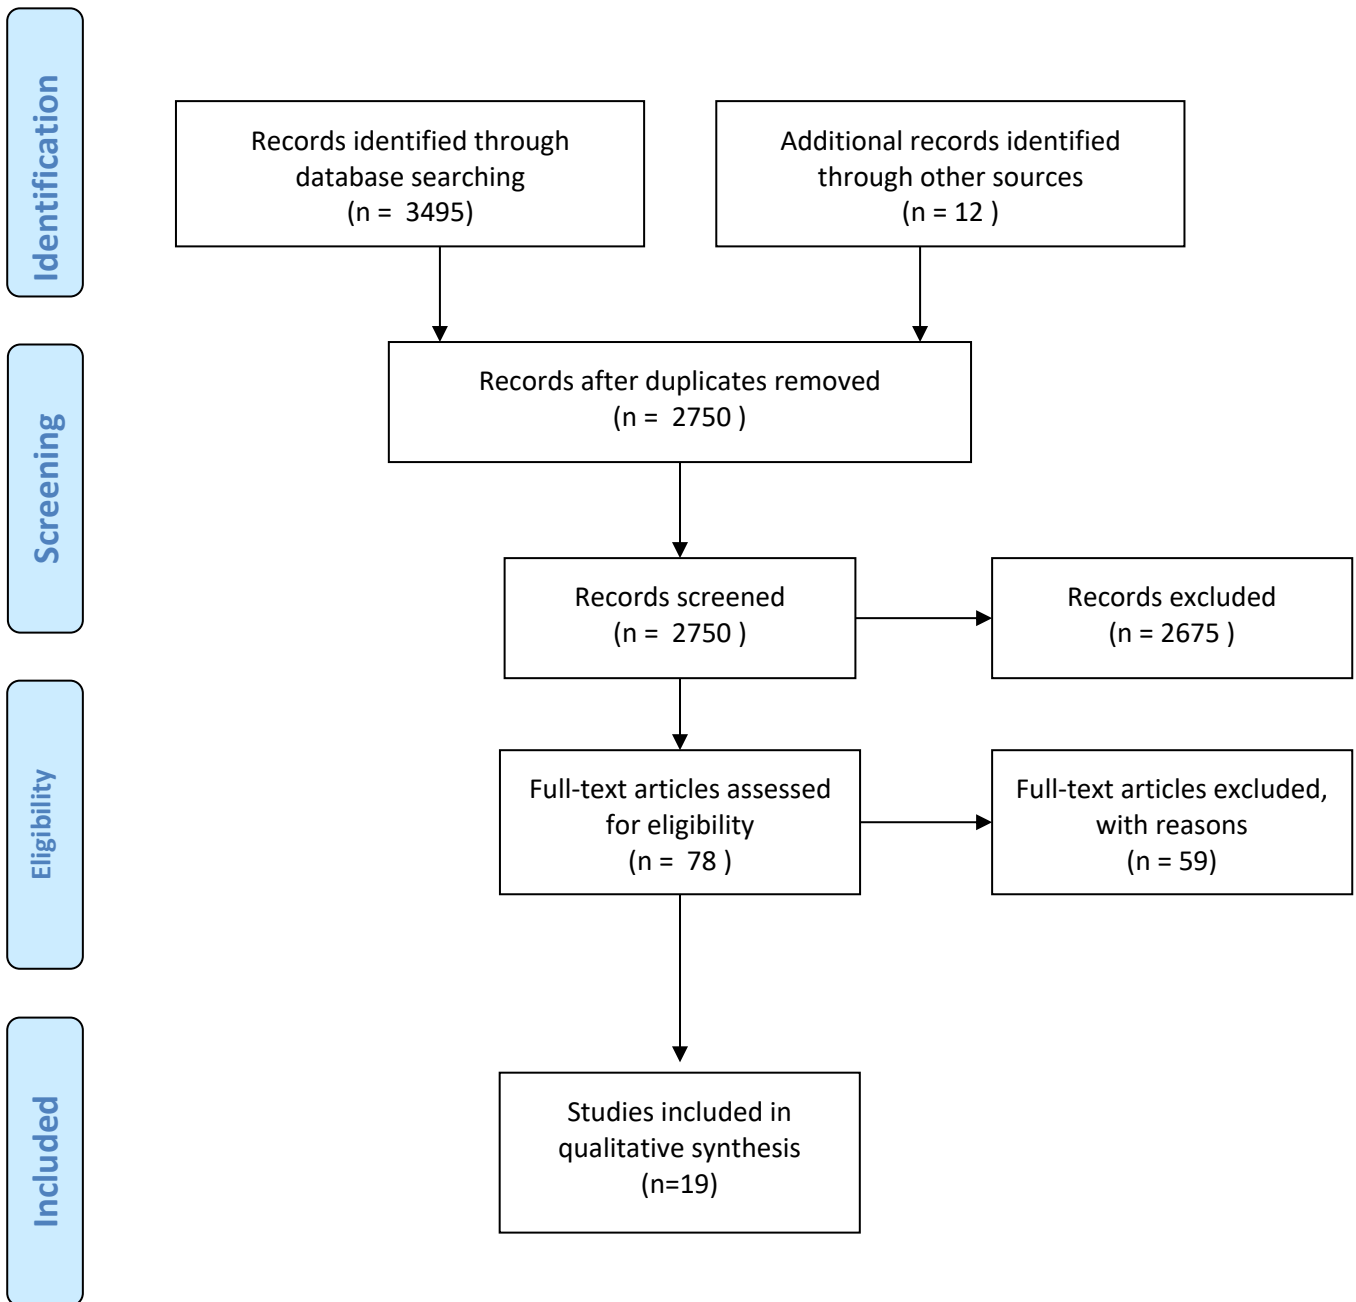 Identification
Records identified through
database searching
(n =  3495)
Additional records identified
through other sources
(n = 12 )
Screening
Records after duplicates removed
(n =  2750 )
Records screened
(n =  2750 )
Records excluded
(n = 2675 )
Eligibility
Full-text articles assessed
for eligibility
(n =  78 )
Full-text articles excluded,
with reasons
(n = 59)
Included
Studies included in
qualitative synthesis
(n=19)